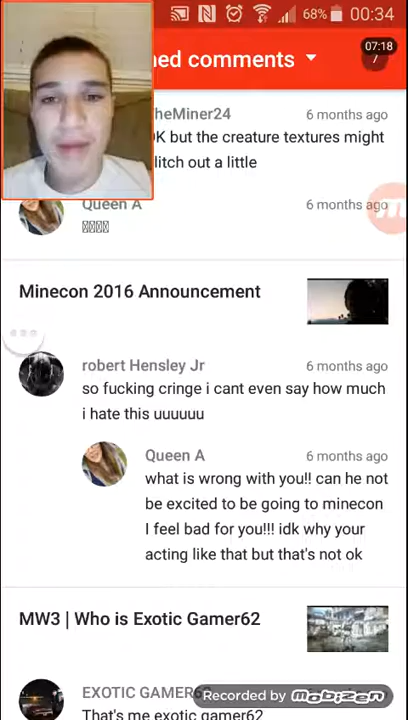 68% 00:34
ned comments
07:18
7
TheMiner24 6 months ago
OK but the creature textures might
litch out a little
Queen A 6 months ago
Minecon 2016 Announcement
robert Hensley Jr 6 months ago
so fucking cringe i cant even say how much
i hate this uuuuuu
Queen A 6 months ago
what is wrong with you!! can he not
be excited to be going to minecon
I feel bad for you!!! idk why your
acting like that but that's not ok
MW3 | Who is Exotic Gamer62
EXOTIC GAMER6
Recorded by mobizen
That's me exotic gamer62